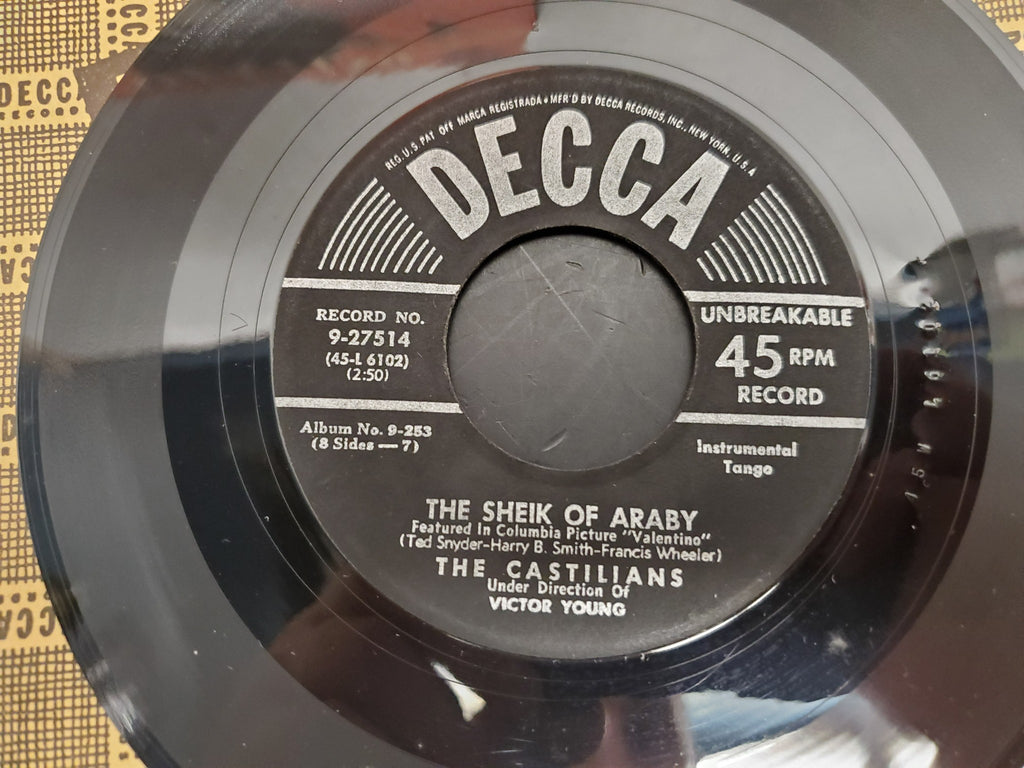 DECC
REG. U.S. PAT. OFF. MARCA REGISTRADA • MFR'D BY DECCA RECORDS, INC., NEW YORK, U.S.A.
DECCA
RECORD NO.
9-27514
(45-L 6102)
(2:50)
UNBREAKABLE
45 RPM
RECORD
Album No. 9-253
(8 Sides — 7)
Instrumental
Tango
THE SHEIK OF ARABY
Featured In Columbia Picture "Valentino"
(Ted Snyder-Harry B. Smith-Francis Wheeler)
THE CASTILIANS
Under Direction Of
VICTOR YOUNG